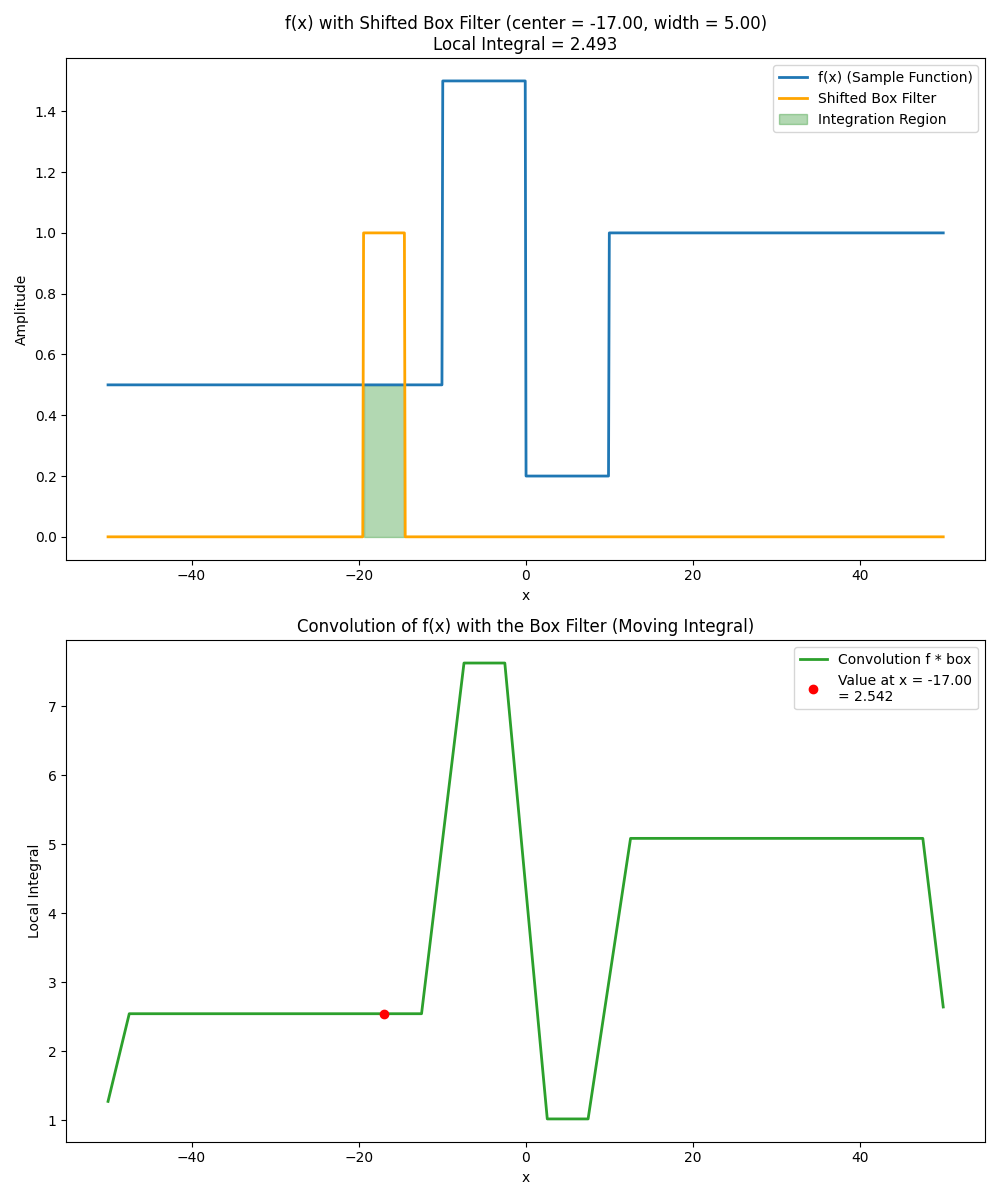 f(x) with Shifted Box Filter (center = -17.00, width = 5.00)
Local Integral = 2.493
f(x) (Sample Function)
Shifted Box Filter
Integration Region
Amplitude
1.4
1.2
1.0
0.8
0.6
0.4
0.2
0.0
−40
−20
0
20
40
x
Convolution of f(x) with the Box Filter (Moving Integral)
Convolution f * box
Value at x = -17.00
= 2.542
Local Integral
7
6
5
4
3
2
1
−40
−20
0
20
40
x